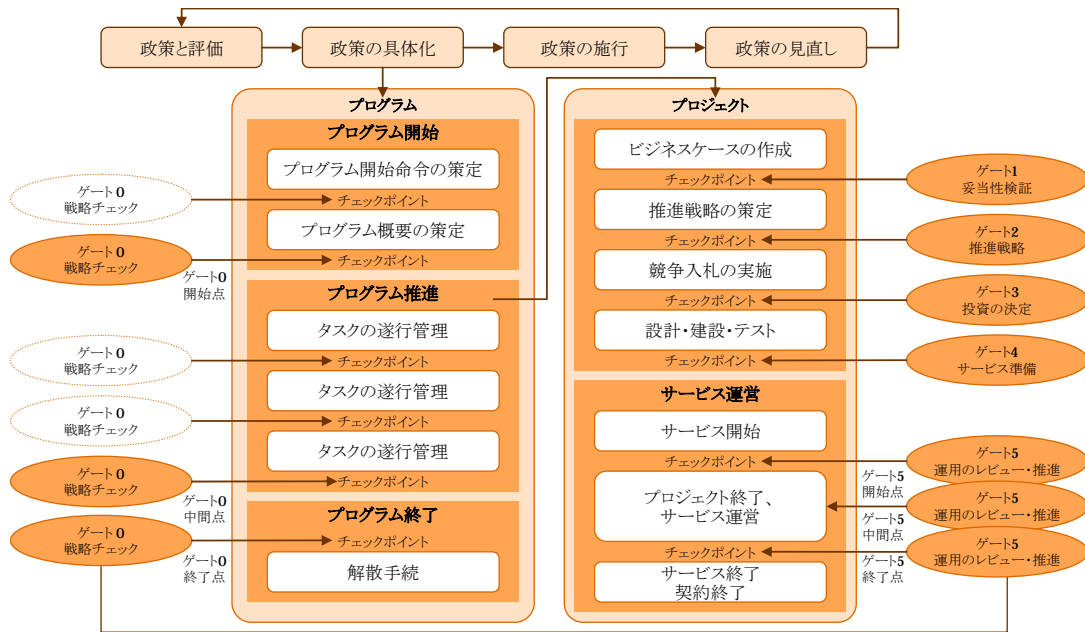 政策と評価
政策の具体化
政策の施行
政策の見直し
プログラム
プログラム開始
プログラム開始命令の策定
チェックポイント
プログラム概要の策定
チェックポイント
プログラム推進
タスクの遂行管理
チェックポイント
タスクの遂行管理
チェックポイント
タスクの遂行管理
チェックポイント
プログラム終了
チェックポイント
解散手続
ゲート0
戦略チェック
ゲート0
戦略チェック
ゲート0
開始点
ゲート0
戦略チェック
ゲート0
戦略チェック
ゲート0
戦略チェック
ゲート0
中間点
ゲート0
戦略チェック
ゲート0
終了点
プロジェクト
ビジネスケースの作成
チェックポイント
推進戦略の策定
チェックポイント
競争入札の実施
チェックポイント
設計・建設・テスト
チェックポイント
サービス運営
サービス開始
チェックポイント
プロジェクト終了、
サービス運営
チェックポイント
サービス終了
契約終了
ゲート1
妥当性検証
ゲート2
推進戦略
ゲート3
投資の決定
ゲート4
サービス準備
ゲート5
運用のレビュー・推進
ゲート5
開始点
ゲート5
運用のレビュー・推進
ゲート5
中間点
ゲート5
運用のレビュー・推進
ゲート5
終了点